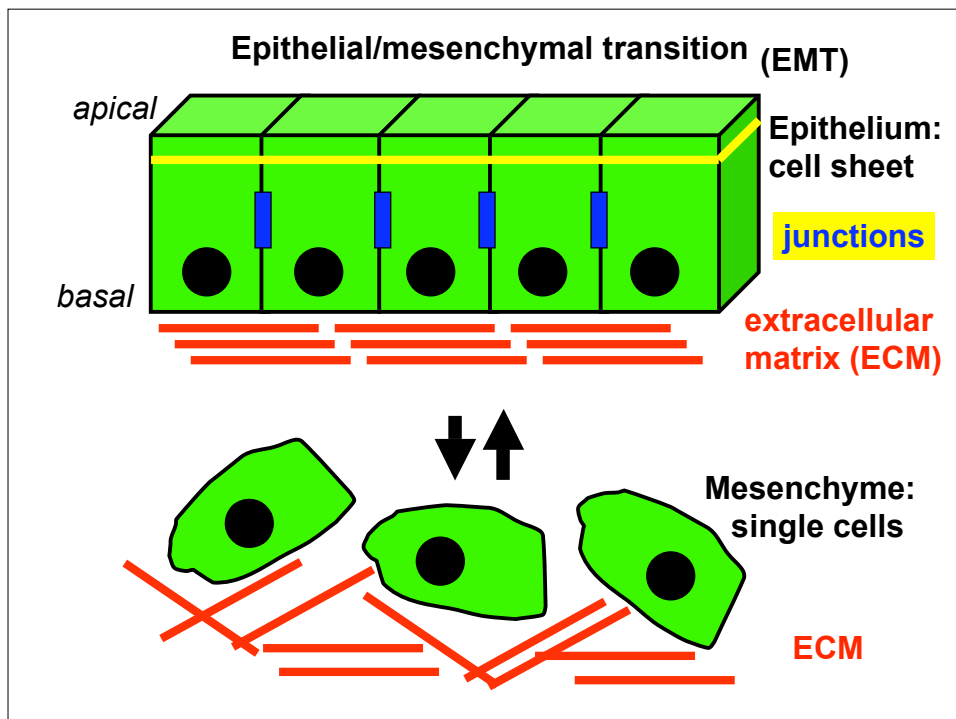 Epithelial/mesenchymal transition (EMT)
apical
Epithelium:
cell sheet
junctions
basal
extracellular
matrix (ECM)
Mesenchyme:
single cells
ECM